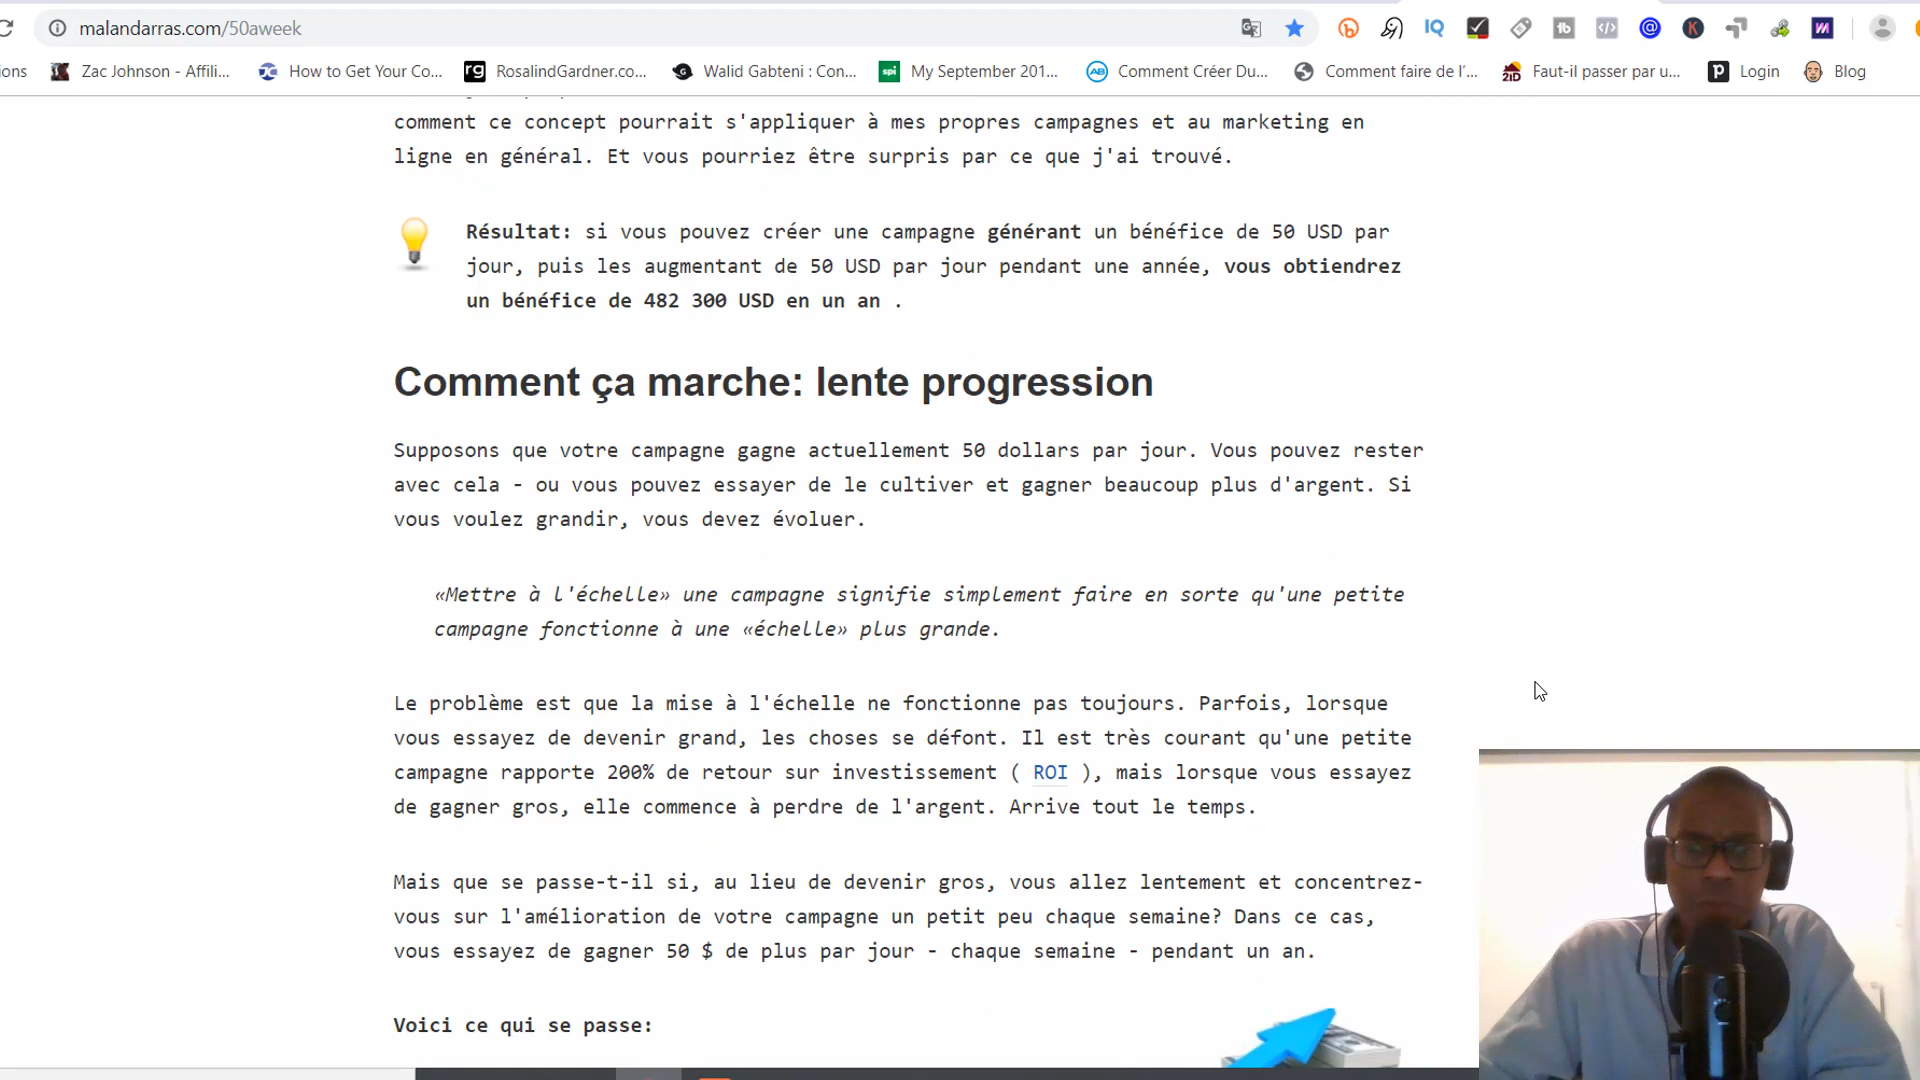 malandarras.com/50aweek
ions Zac Johnson - Affili... How to Get Your Co... rg RosalindGardner.co... Walid Gabteni : Con... spi My September 201... AB Comment Créer Du... Comment faire de l'... 2ID Faut-il passer par u... Login Blog
comment ce concept pourrait s'appliquer à mes propres campagnes et au marketing en
ligne en général. Et vous pourriez être surpris par ce que j'ai trouvé.
Résultat: si vous pouvez créer une campagne générant un bénéfice de 50 USD par
jour, puis les augmentant de 50 USD par jour pendant une année, vous obtiendrez
un bénéfice de 482 300 USD en un an .
Comment ça marche: lente progression
Supposons que votre campagne gagne actuellement 50 dollars par jour. Vous pouvez rester
avec cela - ou vous pouvez essayer de le cultiver et gagner beaucoup plus d'argent. Si
vous voulez grandir, vous devez évoluer.
«Mettre à l'échelle» une campagne signifie simplement faire en sorte qu'une petite
campagne fonctionne à une «échelle» plus grande.
Le problème est que la mise à l'échelle ne fonctionne pas toujours. Parfois, lorsque
vous essayez de devenir grand, les choses se défont. Il est très courant qu'une petite
campagne rapporte 200% de retour sur investissement ( ROI ), mais lorsque vous essayez
de gagner gros, elle commence à perdre de l'argent. Arrive tout le temps.
Mais que se passe-t-il si, au lieu de devenir gros, vous allez lentement et concentrez-
vous sur l'amélioration de votre campagne un petit peu chaque semaine? Dans ce cas,
vous essayez de gagner 50 $ de plus par jour - chaque semaine - pendant un an.
Voici ce qui se passe: